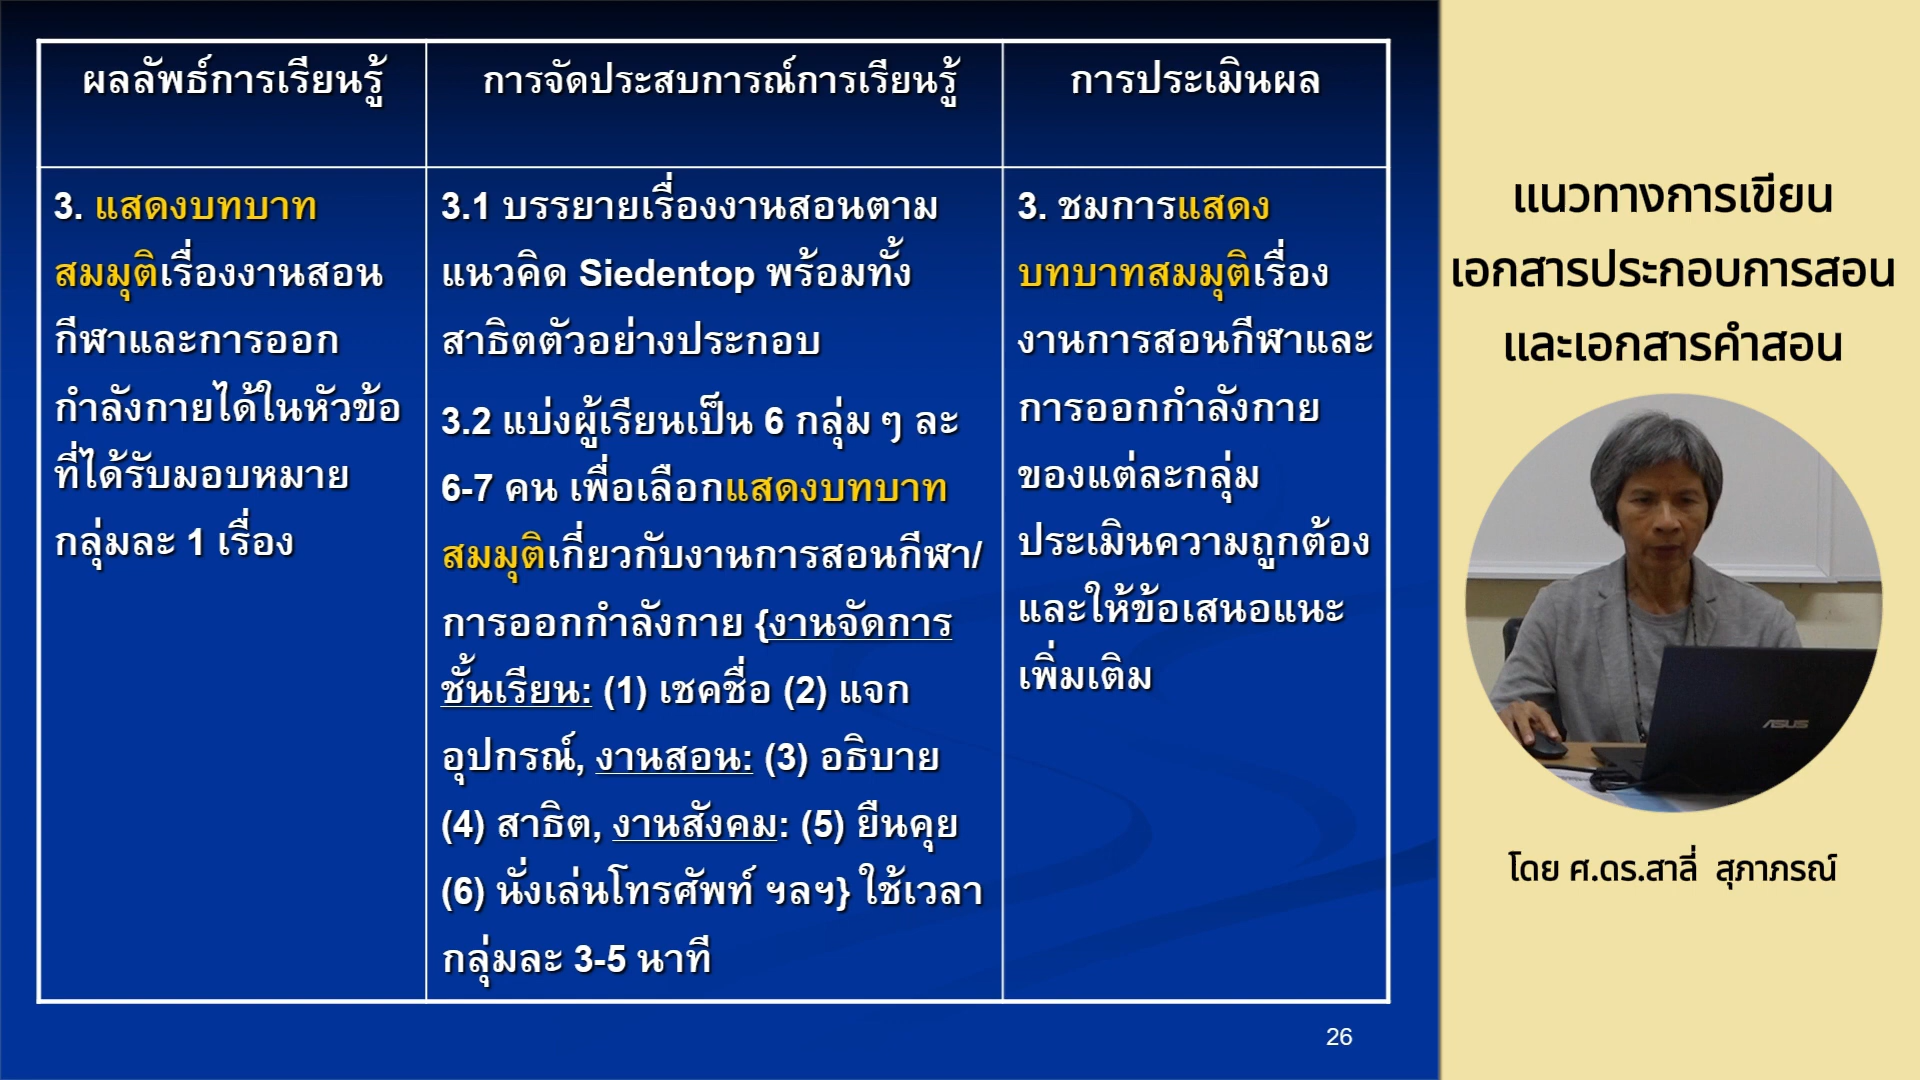 ผลลัพธ์การเรียนรู้
การจัดประสบการณ์การเรียนรู้
การประเมินผล
3. แสดงบทบาท
สมมุติเรื่องงานสอน
กีฬาและการออก
กำลังกายได้ในหัวข้อ
ที่ได้รับมอบหมาย
กลุ่มละ 1 เรื่อง
3.1 บรรยายเรื่องงานสอนตาม
แนวคิด Siedentop พร้อมทั้ง
สาธิตตัวอย่างประกอบ
3.2 แบ่งผู้เรียนเป็น 6 กลุ่ม ๆ ละ
6-7 คน เพื่อเลือกแสดงบทบาท
สมมุติเกี่ยวกับงานการสอนกีฬา/
การออกกำลังกาย {งานจัดการ
ชั้นเรียน: (1) เชคชื่อ (2) แจก
อุปกรณ์, งานสอน: (3) อธิบาย
(4) สาธิต, งานสังคม: (5) ยืนคุย
(6) นั่งเล่นโทรศัพท์ ฯลฯ} ใช้เวลา
กลุ่มละ 3-5 นาที
3. ชมการแสดง
บทบาทสมมุติเรื่อง
งานการสอนกีฬาและ
การออกกำลังกาย
ของแต่ละกลุ่ม
ประเมินความถูกต้อง
และให้ข้อเสนอแนะ
เพิ่มเติม
26
แนวทางการเขียน
เอกสารประกอบการสอน
และเอกสารคำสอน
ASUS
โดย ศ.ดร.สาลี่ สุภาภรณ์